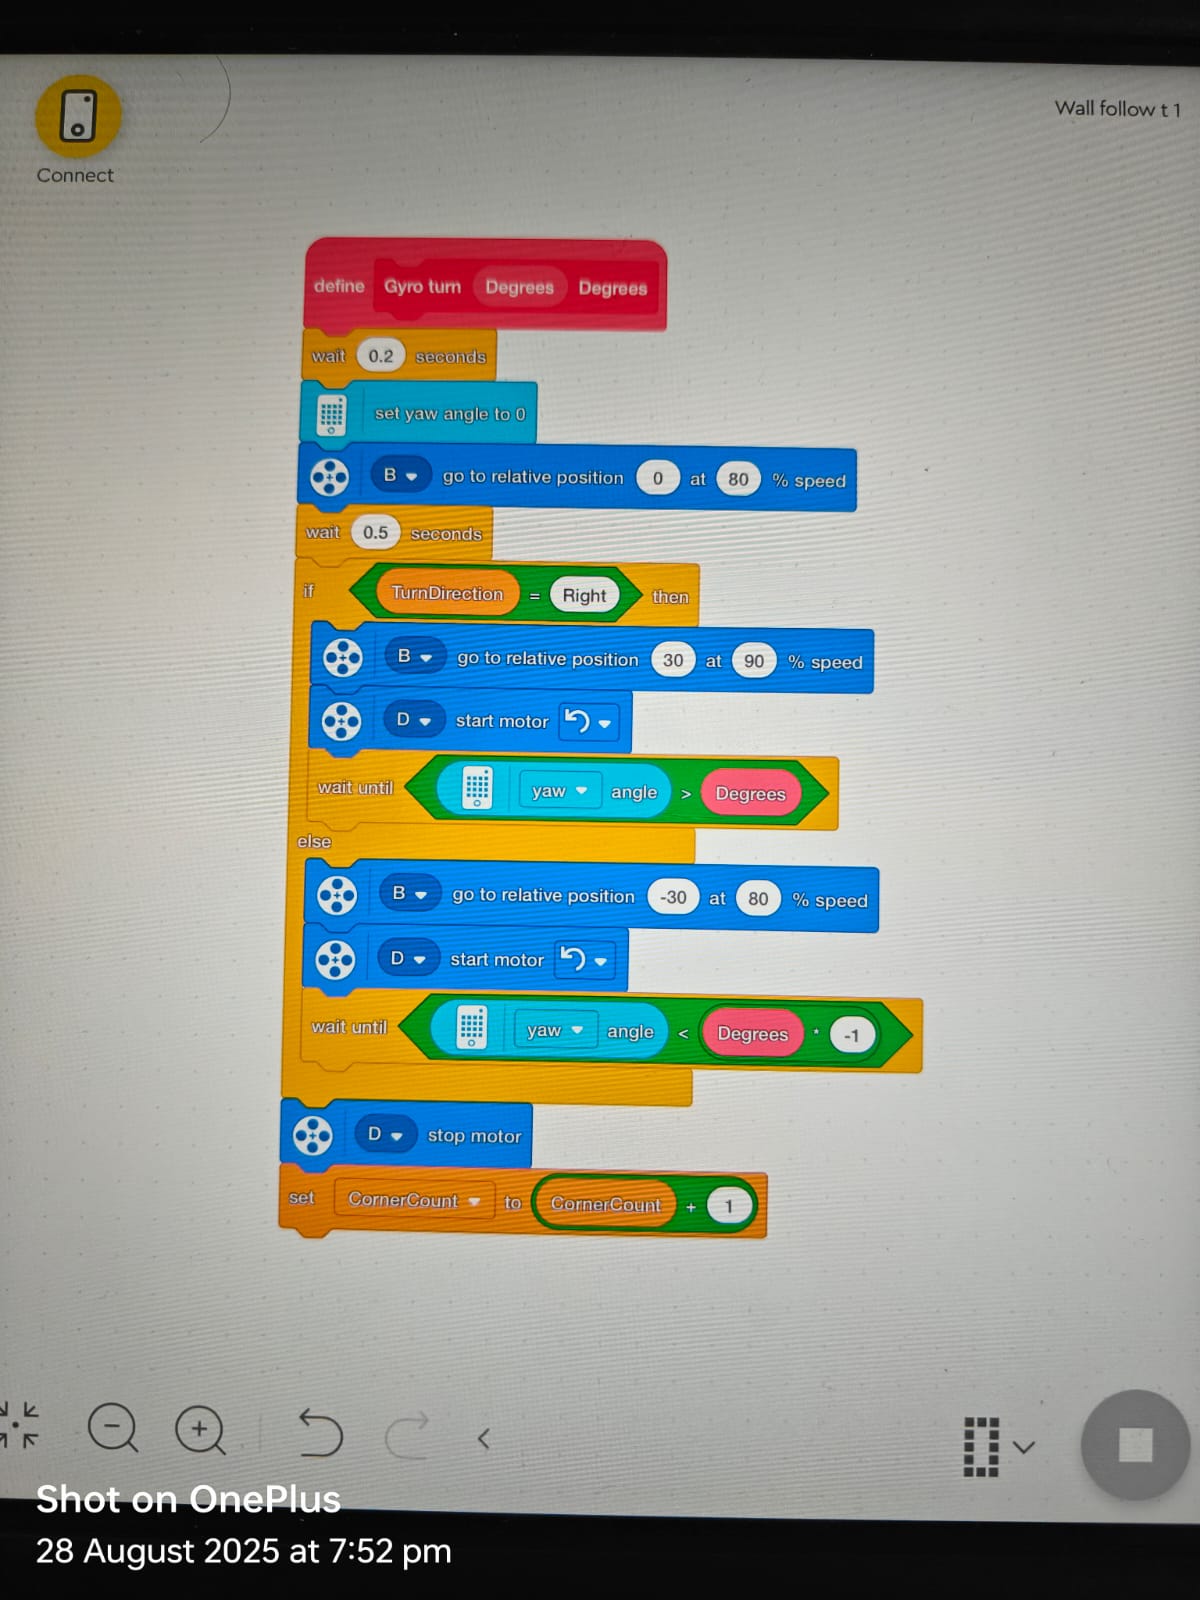 Wall follow t 1
Connect
define Gyro turn Degrees Degrees
wait 0.2 seconds
set yaw angle to 0
B go to relative position 0 at 80 % speed
wait 0.5 seconds
if TurnDirection = Right then
B go to relative position 30 at 90 % speed
D start motor
wait until yaw angle > Degrees
else
B go to relative position -30 at 80 % speed
D start motor
wait until yaw angle < Degrees * -1
D stop motor
set CornerCount to CornerCount + 1
Shot on OnePlus
28 August 2025 at 7:52 pm